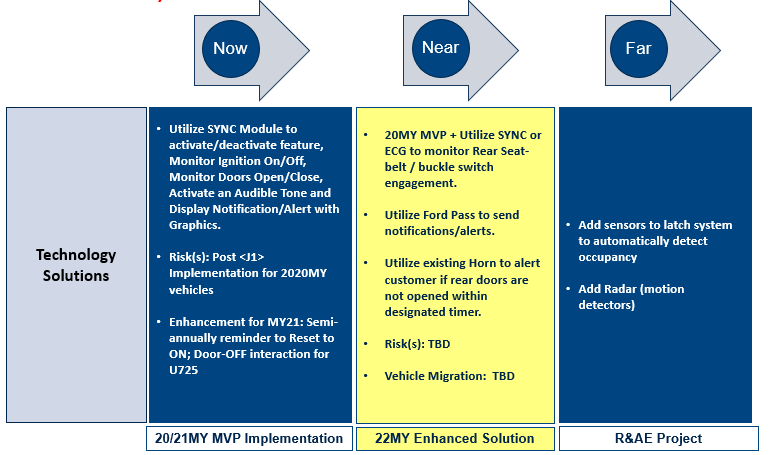 Now
Near
Far
Technology
Solutions
• Utilize SYNC Module to
activate/deactivate feature,
Monitor Ignition On/Off,
Monitor Doors Open/Close,
Activate an Audible Tone and
Display Notification/Alert with
Graphics.
• Risk(s): Post <J1>
Implementation for 2020MY
vehicles
• Enhancement for MY21: Semi-
annually reminder to Reset to
ON; Door-OFF interaction for
U725
• 20MY MVP + Utilize SYNC or
ECG to monitor Rear Seat-
belt / buckle switch
engagement.
• Utilize Ford Pass to send
notifications/alerts.
• Utilize existing Horn to alert
customer if rear doors are
not opened within
designated timer.
• Risk(s): TBD
• Vehicle Migration: TBD
• Add sensors to latch system
to automatically detect
occupancy
• Add Radar (motion
detectors)
20/21MY MVP Implementation
22MY Enhanced Solution
R&AE Project